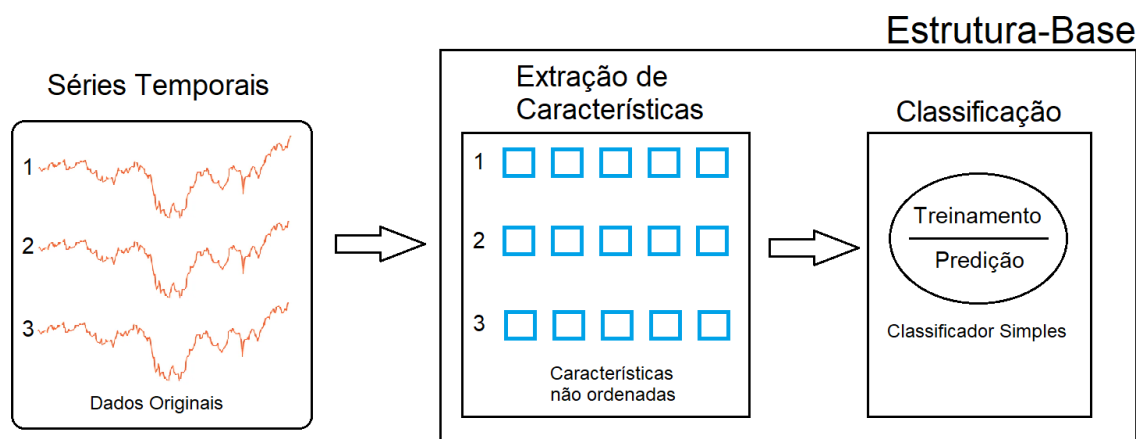 Estrutura-Base
Séries Temporais
1
2
3
Dados Originais
Extração de
Características
1
2
3
Características
não ordenadas
Classificação
Treinamento
Predição
Classificador Simples